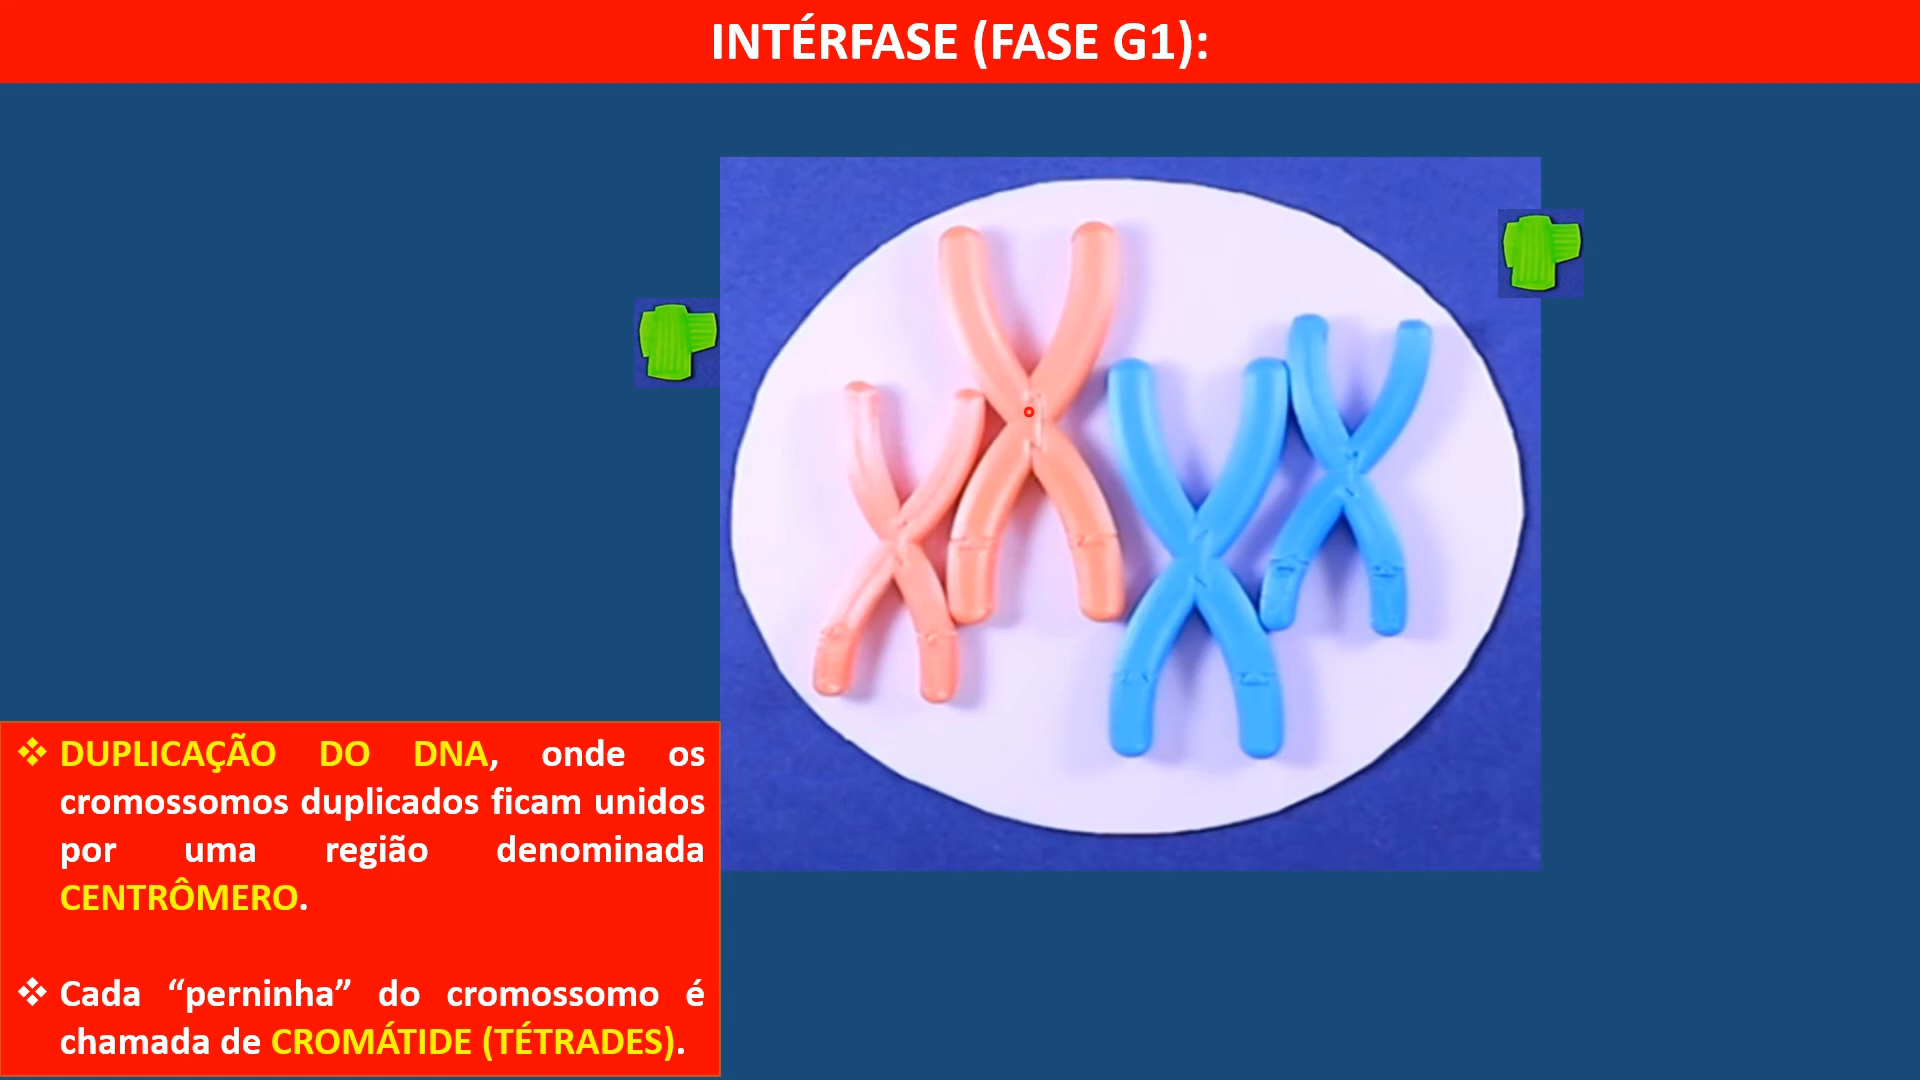 INTÉRFASE (FASE G1):
❖ DUPLICAÇÃO DO DNA, onde os
cromossomos duplicados ficam unidos
por uma região denominada
CENTRÔMERO.
❖ Cada “perninha” do cromossomo é
chamada de CROMÁTIDE (TÉTRADES).